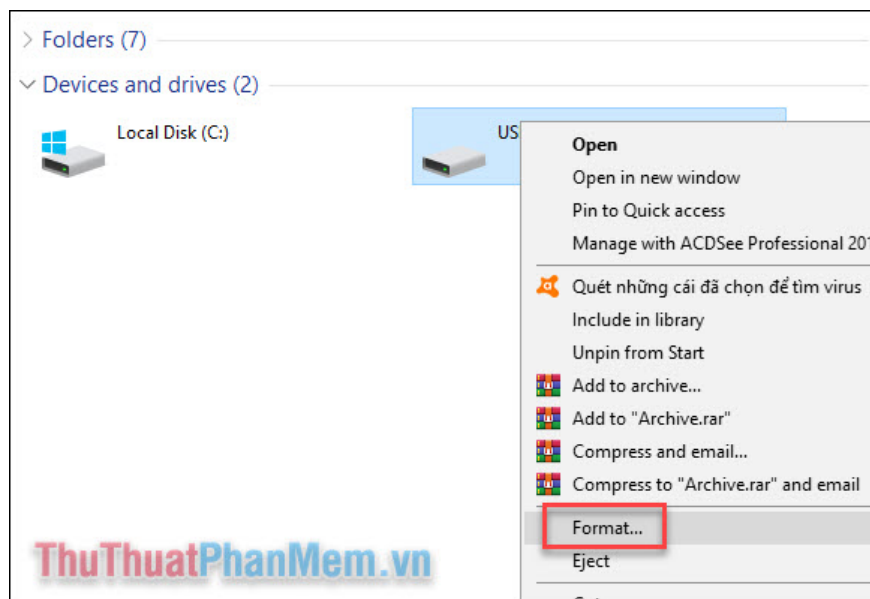 Folders (7)
Devices and drives (2)
Local Disk (C:)
US
Open
Open in new window
Pin to Quick access
Manage with ACDSee Professional 201
Quét những cái đã chọn để tìm virus
Include in library
Unpin from Start
Add to archive...
Add to "Archive.rar"
Compress and email...
Compress to "Archive.rar" and email
Format...
Eject
ThuThuatPhanMem.vn